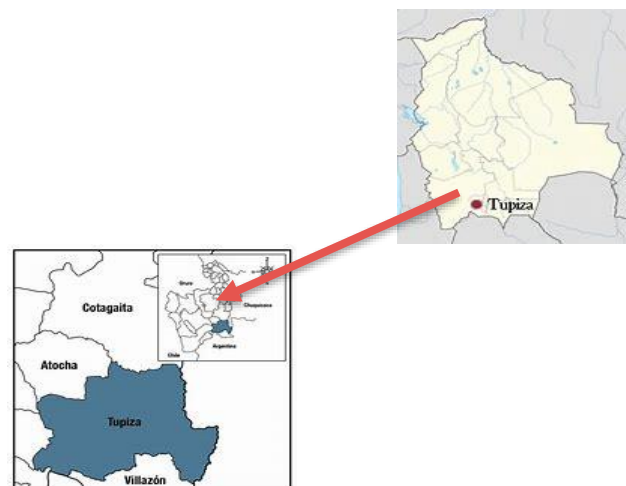 Tupiza
Oruro
Chuquisaca
Cotagaita
Argentina
Chile
Atocha
Tupiza
Villazón